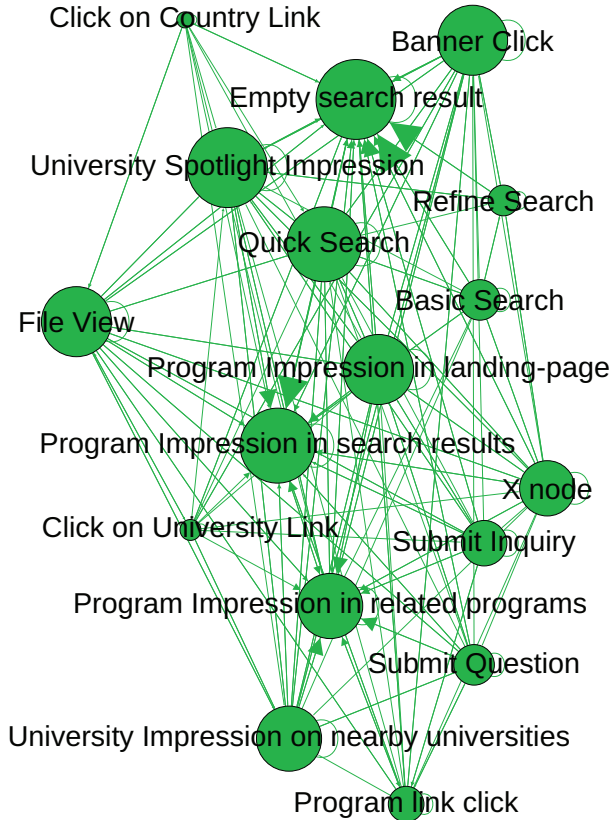 Click on Country Link
Banner Click
Empty search result
University Spotlight Impression
Refine Search
Quick Search
Basic Search
File View
Program Impression in landing-page
Program Impression in search results
X node
Click on University Link
Submit Inquiry
Program Impression in related programs
Submit Question
University Impression on nearby universities
Program link click